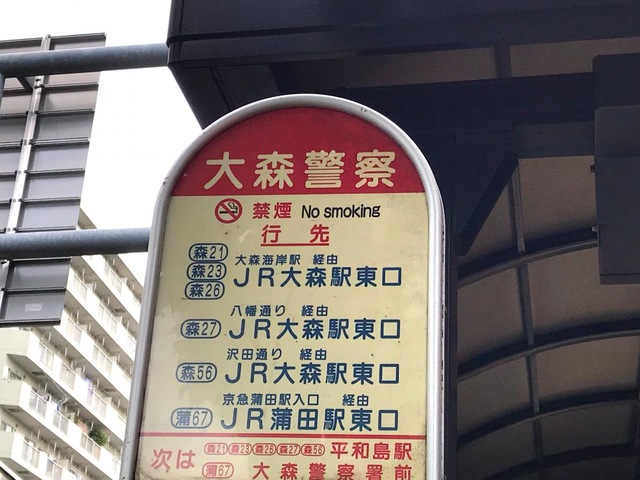 大森警察
禁煙 No smoking
行先
森21 大森海岸駅 経由
森23 JR大森駅東口
森26
八幡通り 経由
森27 JR大森駅東口
沢田通り 経由
森56 JR大森駅東口
京急蒲田駅入口 経由
蒲67 JR蒲田駅東口
次は 森21 森23 森26 森27 森56 平和島駅
蒲67 大森警察署前